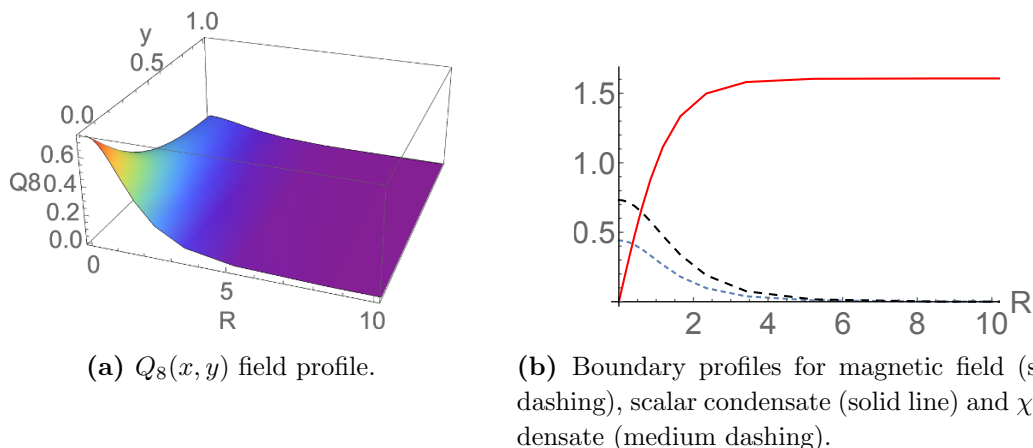 1.0
y
0.5
0.0
0.6
Q8 0.4
0.2
0.0
0
5
R
10
1.5
1.0
0.5
R
2 4 6 8 10
(a) Q₈(x, y) field profile.
(b) Boundary profiles for magnetic field (s
dashing), scalar condensate (solid line) and χ
densate (medium dashing).